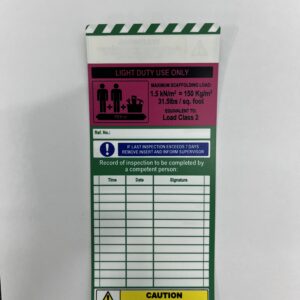 LIGHT DUTY USE ONLY
MAXIMUM SCAFFOLDING LOAD:
1.5 kN/m² = 150 Kg/m²
31.5lbs / sq. foot
EQUIVALENT TO:
Load Class 2
Ref. No.:
IF LAST INSPECTION EXCEEDS 7 DAYS
REMOVE INSERT AND INFORM SUPERVISOR
Record of inspection to be completed by
a competent person:
Time Date Signature
CAUTION